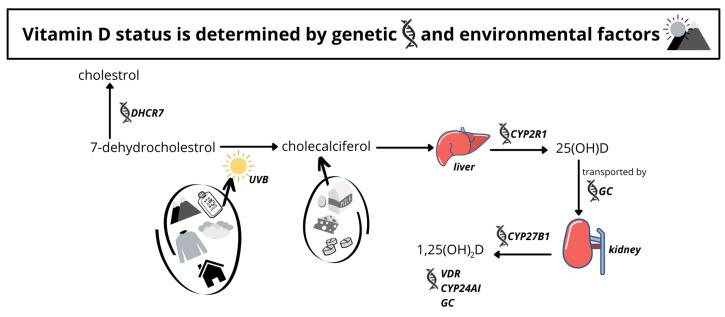 Vitamin D status is determined by genetic and environmental factors
cholestrol
DHCR7
7-dehydrocholestrol
cholecalciferol
UVB
liver
CYP2R1
25(OH)D
transported by
GC
kidney
CYP27B1
1,25(OH)₂D
VDR
CYP24AI
GC